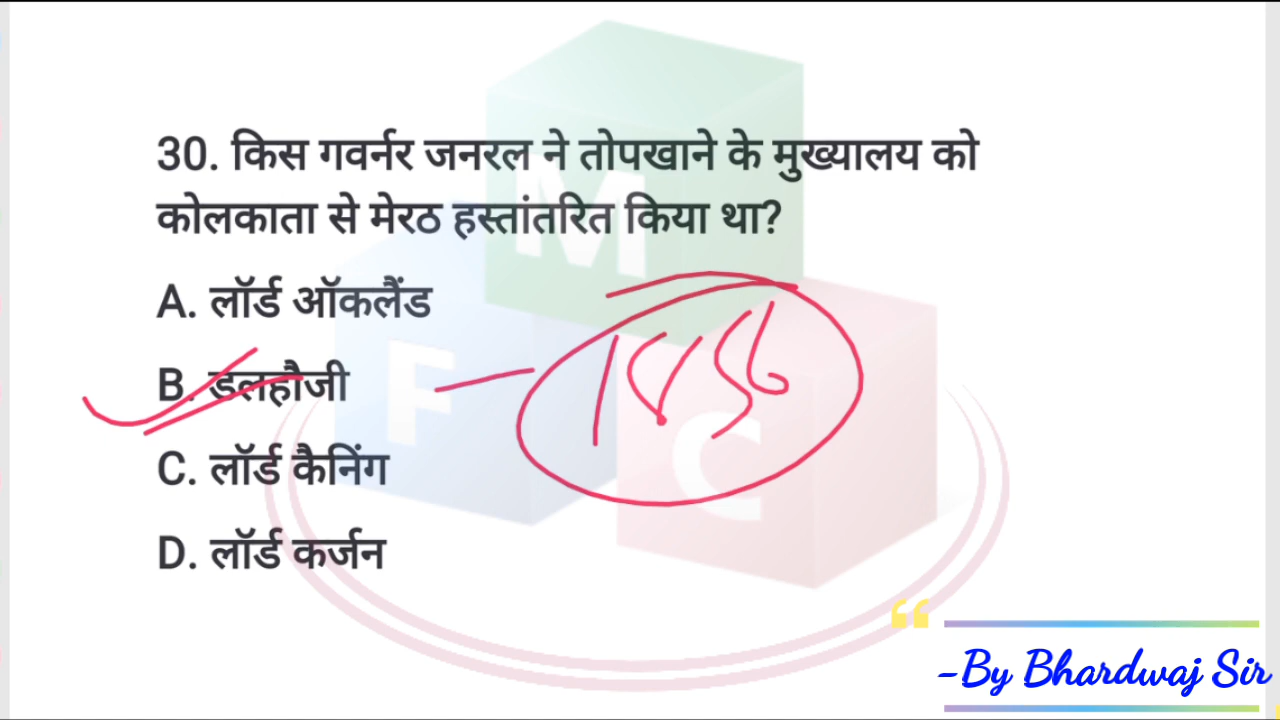 30. किस गवर्नर जनरल ने तोपखाने के मुख्यालय को
कोलकाता से मेरठ हस्तांतरित किया था?
A. लॉर्ड ऑकलैंड
B. डलहौजी
1856
C. लॉर्ड कैनिंग
D. लॉर्ड कर्जन
M
F
C
-By Bhardwaj Sir